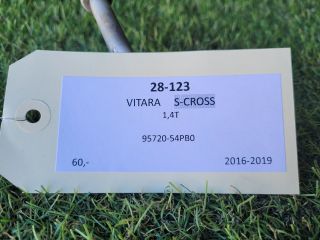 28-123
VITARA S-CROSS
1,4T
95720-54PB0
60,- 2016-2019